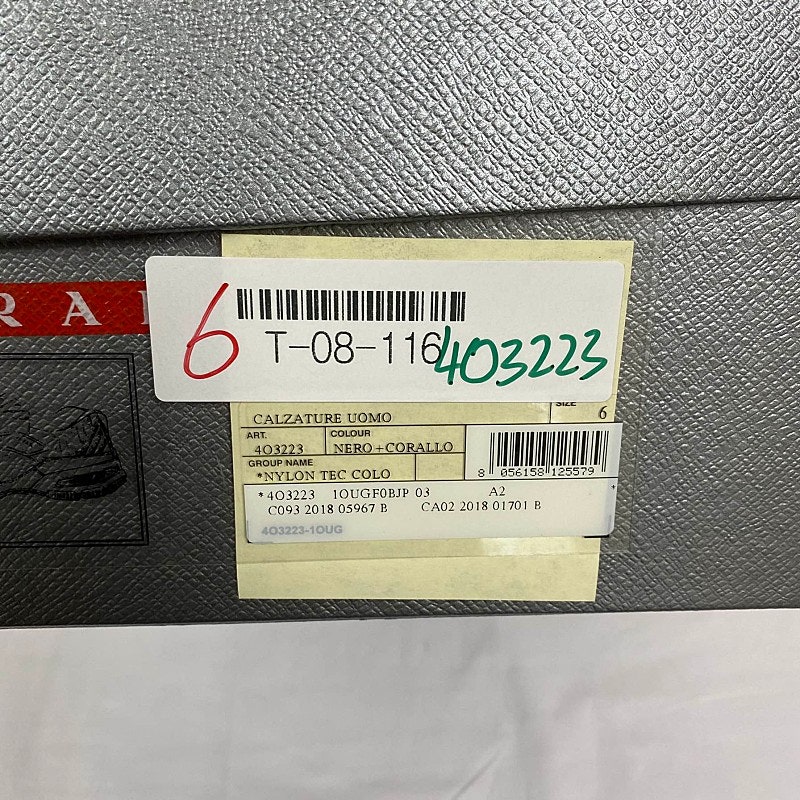 RA
6
T-08-116
403223
SIZE
CALZATURE UOMO
6
ART.
COLOUR
4O3223
NERO+CORALLO
GROUP NAME
*NYLON TEC COLO
8 056158 125579
*4O3223 1OUGF0BJP 03 A2
C093 2018 05967 B CA02 2018 01701 B
4O3223-1OUG